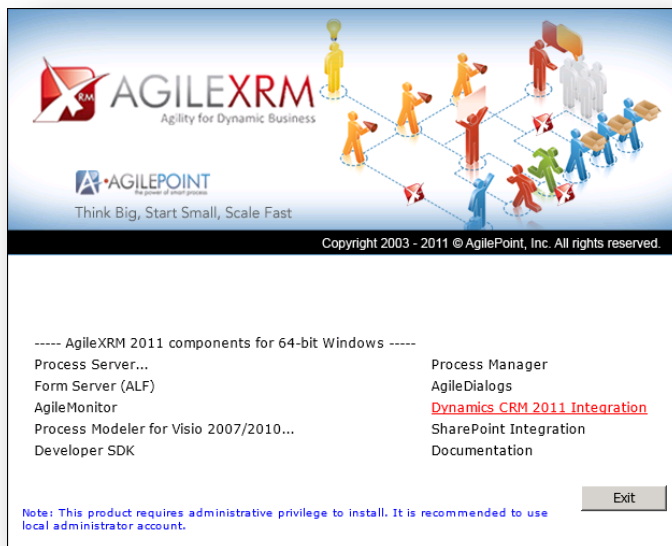 XRM
AGILEXRM
Agility for Dynamic Business
AGILEPOINT
the power of smart process
Think Big, Start Small, Scale Fast
Copyright 2003 - 2011 © AgilePoint, Inc. All rights reserved.
----- AgileXRM 2011 components for 64-bit Windows -----
Process Server...
Form Server (ALF)
AgileMonitor
Process Modeler for Visio 2007/2010...
Developer SDK
Process Manager
AgileDialogs
Dynamics CRM 2011 Integration
SharePoint Integration
Documentation
Exit
Note: This product requires administrative privilege to install. It is recommended to use
local administrator account.